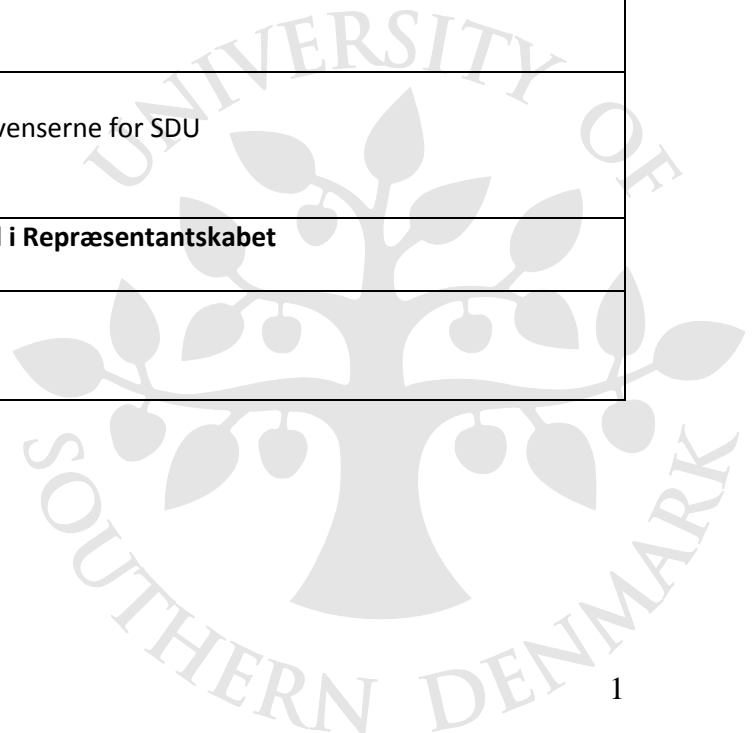 venserne for SDU
i Repræsentantskabet
UNIVERSITY OF
SOUTHERN DENMARK
1